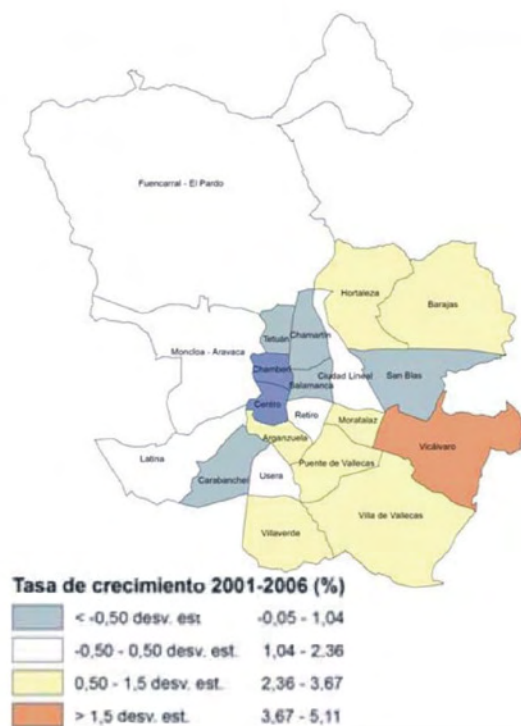 Fuencarral - El Pardo
Hortaleza
Barajas
Tetuán
Chamartín
Moncloa - Aravaca
Chamberí
Ciudad Lineal
San Blas
Salamanca
Centro
Retiro
Moratalaz
Arganzuela
Vicálvaro
Latina
Puente de Vallecas
Carabanchel
Usera
Villa de Vallecas
Villaverde
Tasa de crecimiento 2001-2006 (%)
< -0,50 desv. est -0,05 - 1,04
-0,50 - 0,50 desv. est. 1,04 - 2,36
0,50 - 1,5 desv. est. 2,36 - 3,67
> 1,5 desv. est. 3,67 - 5,11